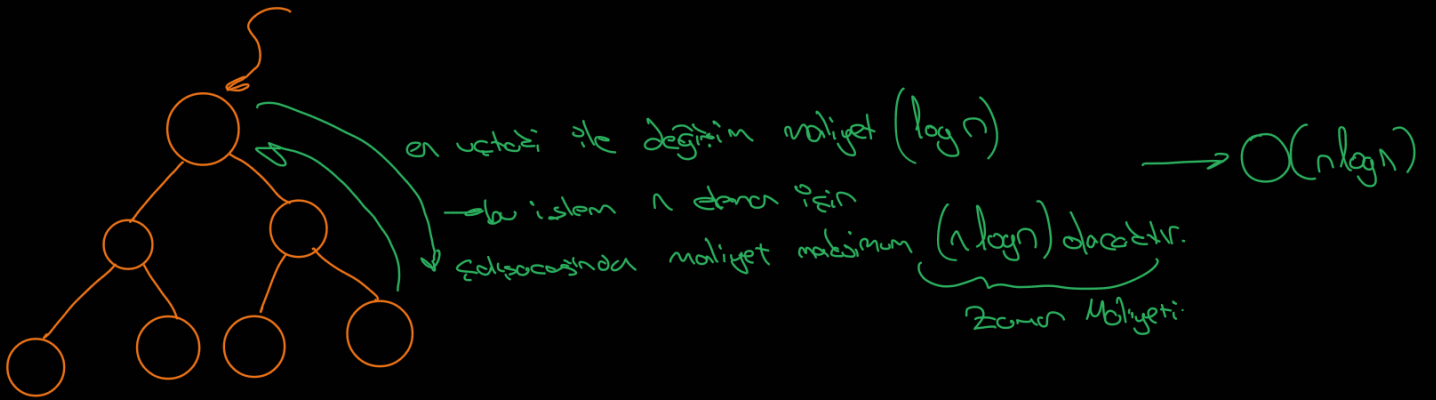 en uçtaki ile değişim maliyet (log n)
→ bu işlem n eleman için
çalışacağından maliyet maksimum (n log n) olacaktır.
Zaman Maliyeti.
→ O(n log n)